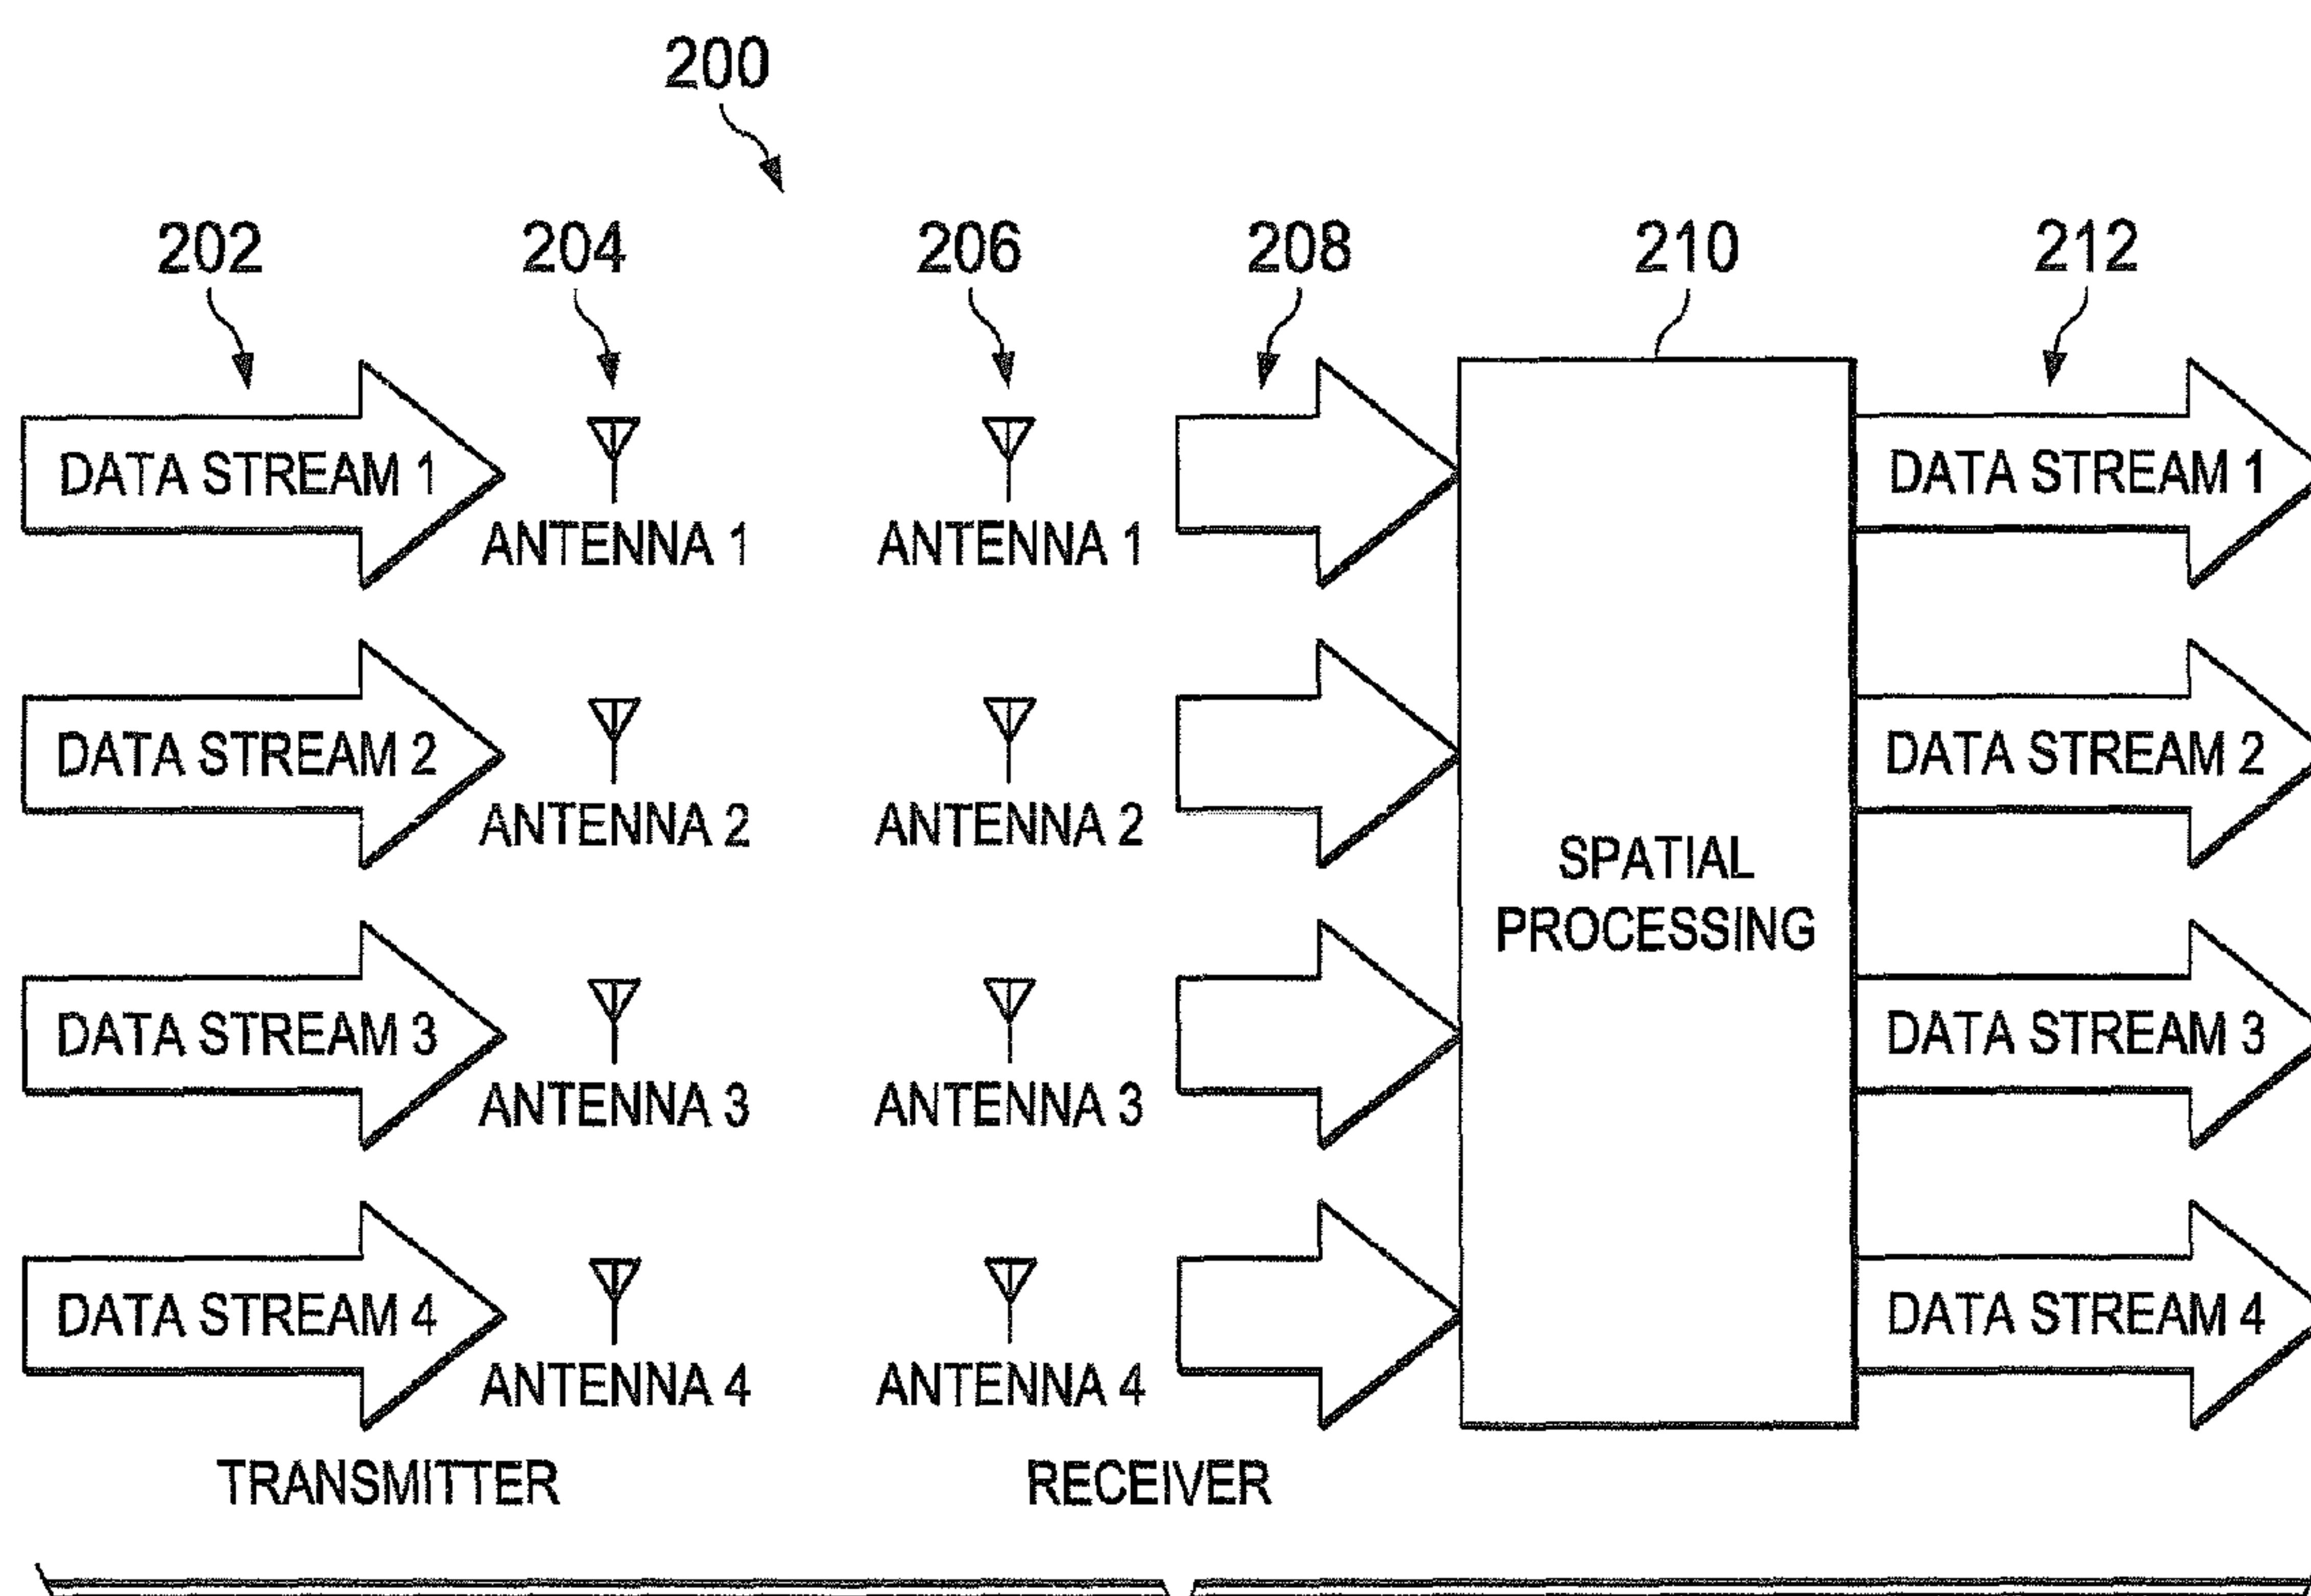 200
202 204 206 208 210 212
DATA STREAM 1 DATA STREAM 1
ANTENNA 1 ANTENNA 1
DATA STREAM 2 DATA STREAM 2
ANTENNA 2 ANTENNA 2
SPATIAL
PROCESSING
DATA STREAM 3 DATA STREAM 3
ANTENNA 3 ANTENNA 3
DATA STREAM 4 DATA STREAM 4
ANTENNA 4 ANTENNA 4
TRANSMITTER RECEIVER